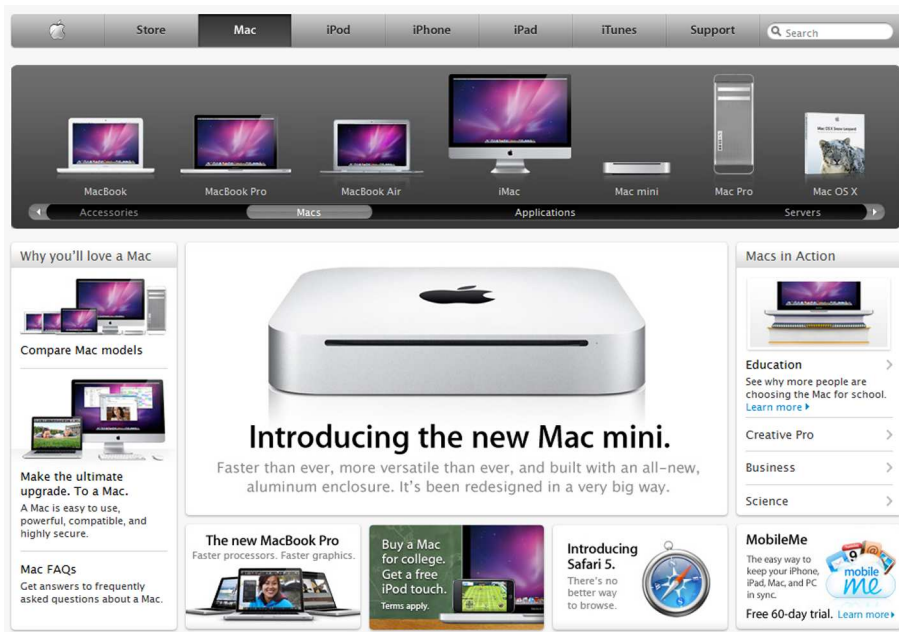 Store
Mac
iPod
iPhone
iPad
iTunes
Support
Search
MacBook
MacBook Pro
MacBook Air
iMac
Mac mini
Mac Pro
Mac OS X
Mac OS X Snow Leopard
Accessories
Macs
Applications
Servers
Why you'll love a Mac
Compare Mac models
Make the ultimate
upgrade. To a Mac.
A Mac is easy to use,
powerful, compatible, and
highly secure.
Mac FAQs
Get answers to frequently
asked questions about a Mac.
Introducing the new Mac mini.
Faster than ever, more versatile than ever, and built with an all-new,
aluminum enclosure. It's been redesigned in a very big way.
The new MacBook Pro
Faster processors. Faster graphics.
Buy a Mac
for college.
Get a free
iPod touch.
Terms apply.
Introducing
Safari 5.
There's no
better way
to browse.
Macs in Action
Education
See why more people are
choosing the Mac for school.
Learn more
Creative Pro
Business
Science
MobileMe
The easy way to
keep your iPhone,
iPad, Mac, and PC
in sync.
9
@
mobile
me
Free 60-day trial. Learn more